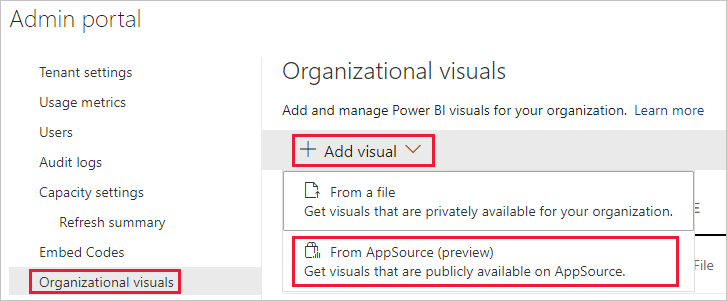 Admin portal
Tenant settings
Usage metrics
Users
Audit logs
Capacity settings
Refresh summary
Embed Codes
Organizational visuals
Organizational visuals
Add and manage Power BI visuals for your organization. Learn more
Add visual
From a file
Get visuals that are privately available for your organization.
E
From AppSource (preview)
Get visuals that are publicly available on AppSource.
File